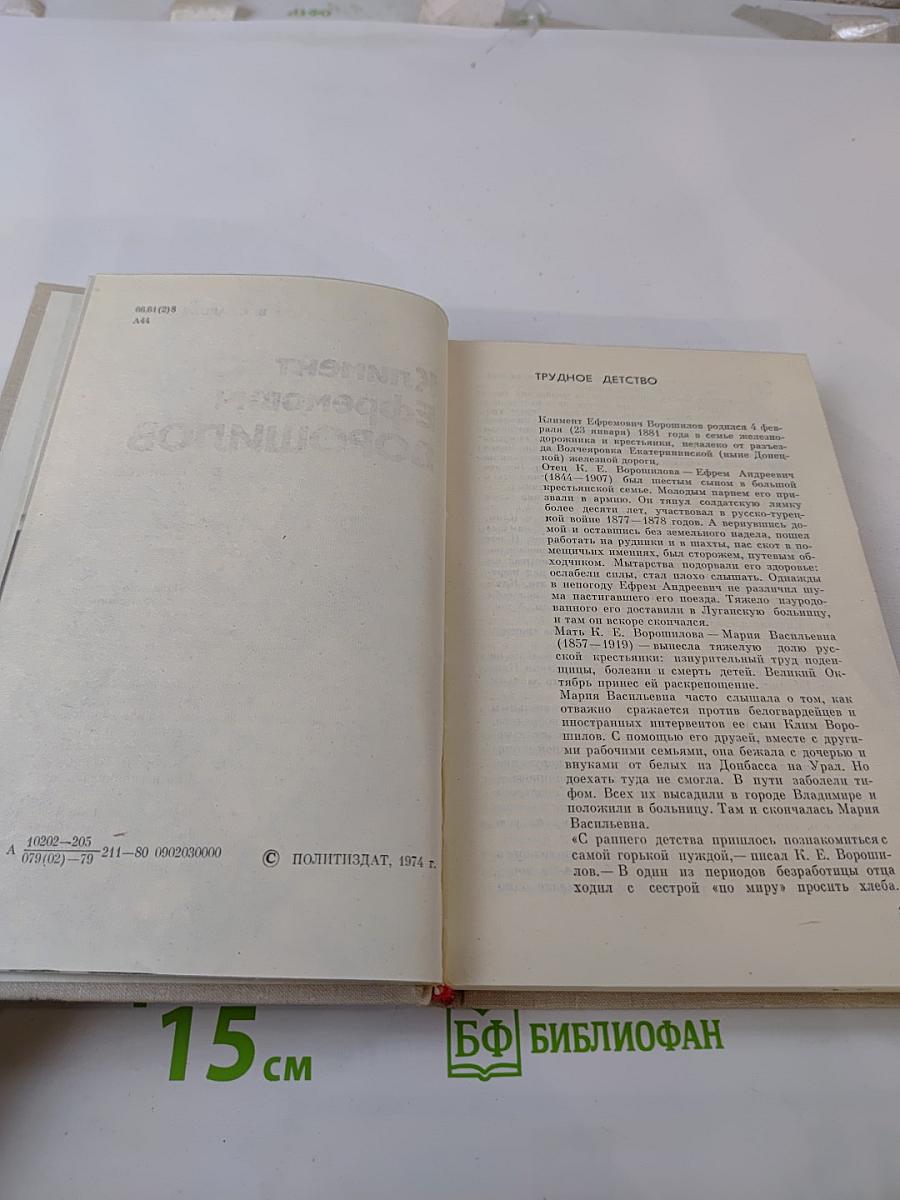 66.61(2)8
А44
А 10202—205
079(02)—79 211—80 0902030000
© ПОЛИТИЗДАТ, 1974 г.
ТРУДНОЕ ДЕТСТВО
Климент Ефремович Ворошилов родился 4 фев-
раля (23 января) 1881 года в семье железно-
дорожника и крестьянки, недалеко от разъез-
да Волчеяровка Екатерининской (ныне Донец-
кой) железной дороги.
Отец К. Е. Ворошилова — Ефрем Андреевич
(1844—1907) был шестым сыном в большой
крестьянской семье. Молодым парнем его при-
звали в армию. Он тянул солдатскую лямку
более десяти лет, участвовал в русско-турец-
кой войне 1877—1878 годов. А вернувшись до-
мой и оставшись без земельного надела, пошел
работать на рудники и в шахты, пас скот в по-
мещичьих имениях, был сторожем, путевым об-
ходчиком. Мытарства подорвали его здоровье:
ослабели силы, стал плохо слышать. Однажды
в непогоду Ефрем Андреевич не различил шу-
ма настигавшего его поезда. Тяжело изуродо-
ванного его доставили в Луганскую больницу,
и там он вскоре скончался.
Мать К. Е. Ворошилова — Мария Васильевна
(1857—1919) — вынесла тяжелую долю рус-
ской крестьянки: изнурительный труд поден-
щицы, болезни и смерть детей. Великий Ок-
тябрь принес ей раскрепощение.
Мария Васильевна часто слышала о том, как
отважно сражается против белогвардейцев и
иностранных интервентов ее сын Клим Воро-
шилов. С помощью его друзей, вместе с други-
ми рабочими семьями, она бежала с дочерью и
внуками от белых из Донбасса на Урал. Но
доехать туда не смогла. В пути заболели ти-
фом. Всех их высадили в городе Владимире и
положили в больницу. Там и скончалась Мария
Васильевна.
«С раннего детства пришлось познакомиться с
самой горькой нуждой,— писал К. Е. Вороши-
лов.— В один из периодов безработицы отца
ходил с сестрой «по миру» просить хлеба.
15 см
БФ БИБЛИОФАН